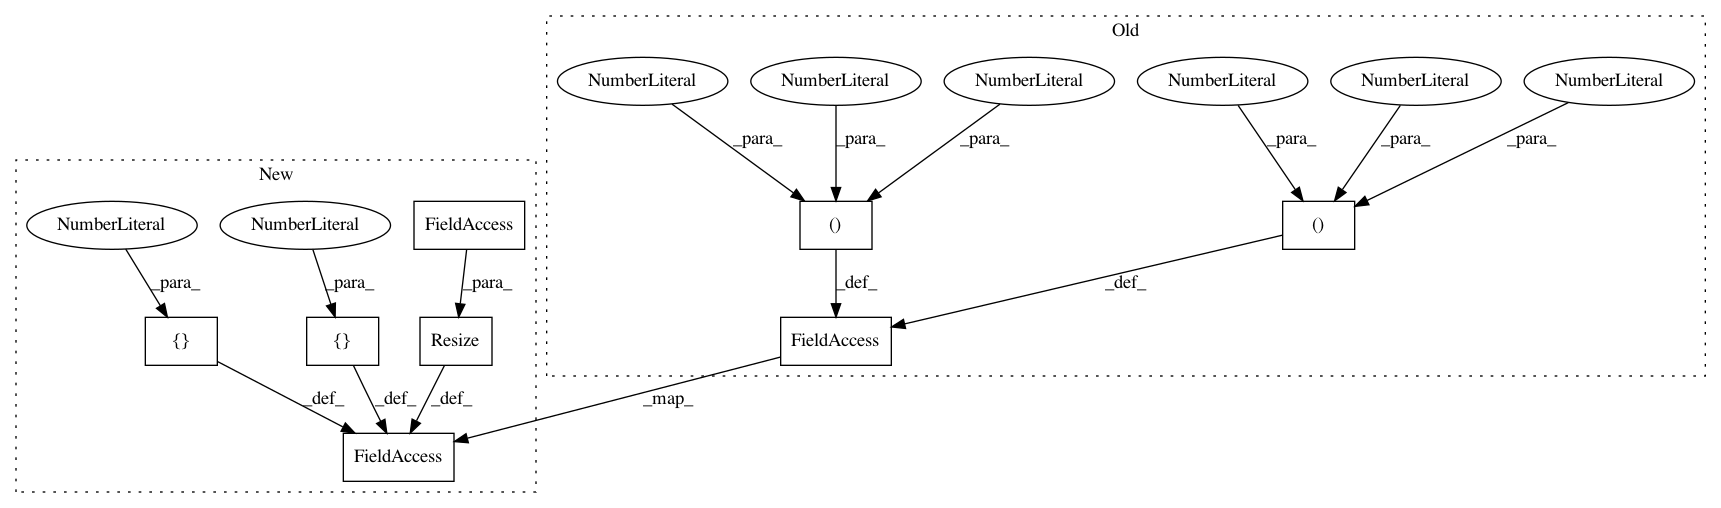 Old
NumberLiteral NumberLiteral NumberLiteral NumberLiteral NumberLiteral NumberLiteral
_para_ _para_ _para_ _para_ _para_ _para_
New
NumberLiteral NumberLiteral FieldAccess () ()
_para_ _para_ _para_ _def_ _def_
{} {} Resize FieldAccess
_def_ _def_ _def_ _map_
FieldAccess